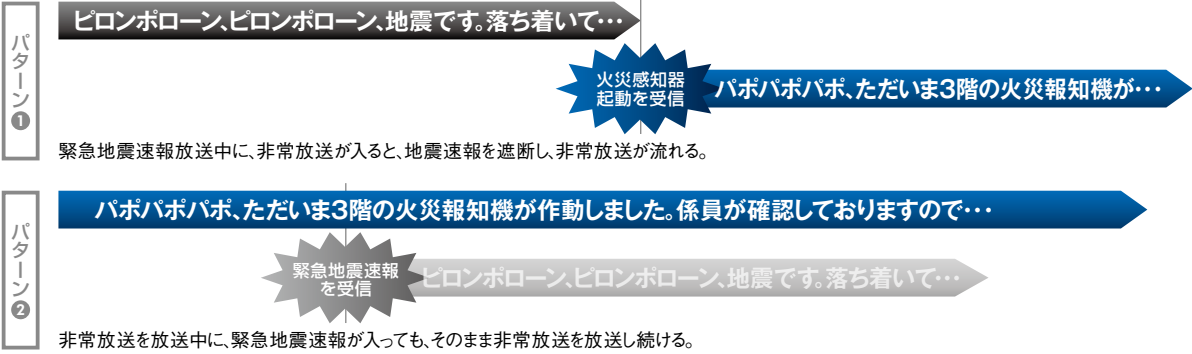 パターン❶
ピロンポローン、ピロンポローン、地震です。落ち着いて…
火災感知器
起動を受信
パポパポパポ、ただいま3階の火災報知機が…
緊急地震速報放送中に、非常放送が入ると、地震速報を遮断し、非常放送が流れる。
パターン❷
パポパポパポ、ただいま3階の火災報知機が作動しました。係員が確認しておりますので…
緊急地震速報
を受信
ピロンポローン、ピロンポローン、地震です。落ち着いて…
非常放送を放送中に、緊急地震速報が入っても、そのまま非常放送を放送し続ける。